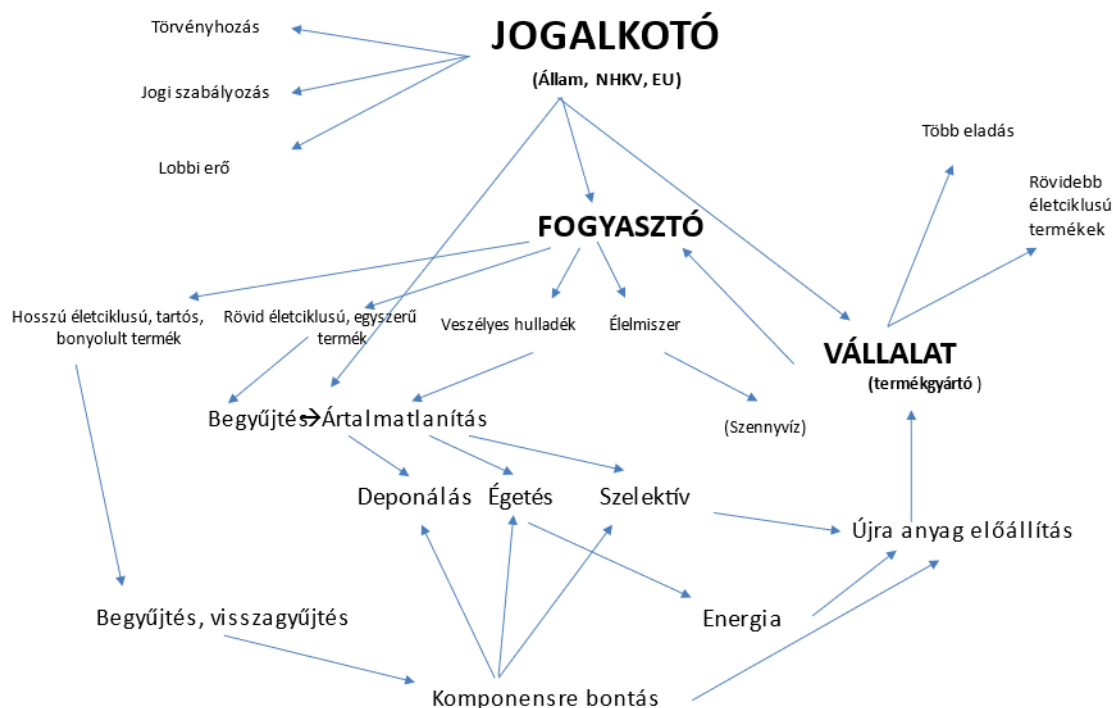 Törvényhozás
JOGALKOTÓ
(Állam, NHKV, EU)
Jogi szabályozás
Lobbi erő
Több eladás
Rövidebb
életciklusú
termékek
FOGYASZTÓ
Hosszú életciklusú, tartós,
bonyolult termék
Rövid életciklusú, egyszerű
termék
Veszélyes hulladék
Élelmiszer
VÁLLALAT
(termékgyártó )
Begyűjtés→Ártalmatlanítás
(Szennyvíz)
Deponálás
Égetés
Szelektív
Újra anyag előállítás
Begyűjtés, visszagyűjtés
Energia
Komponensre bontás